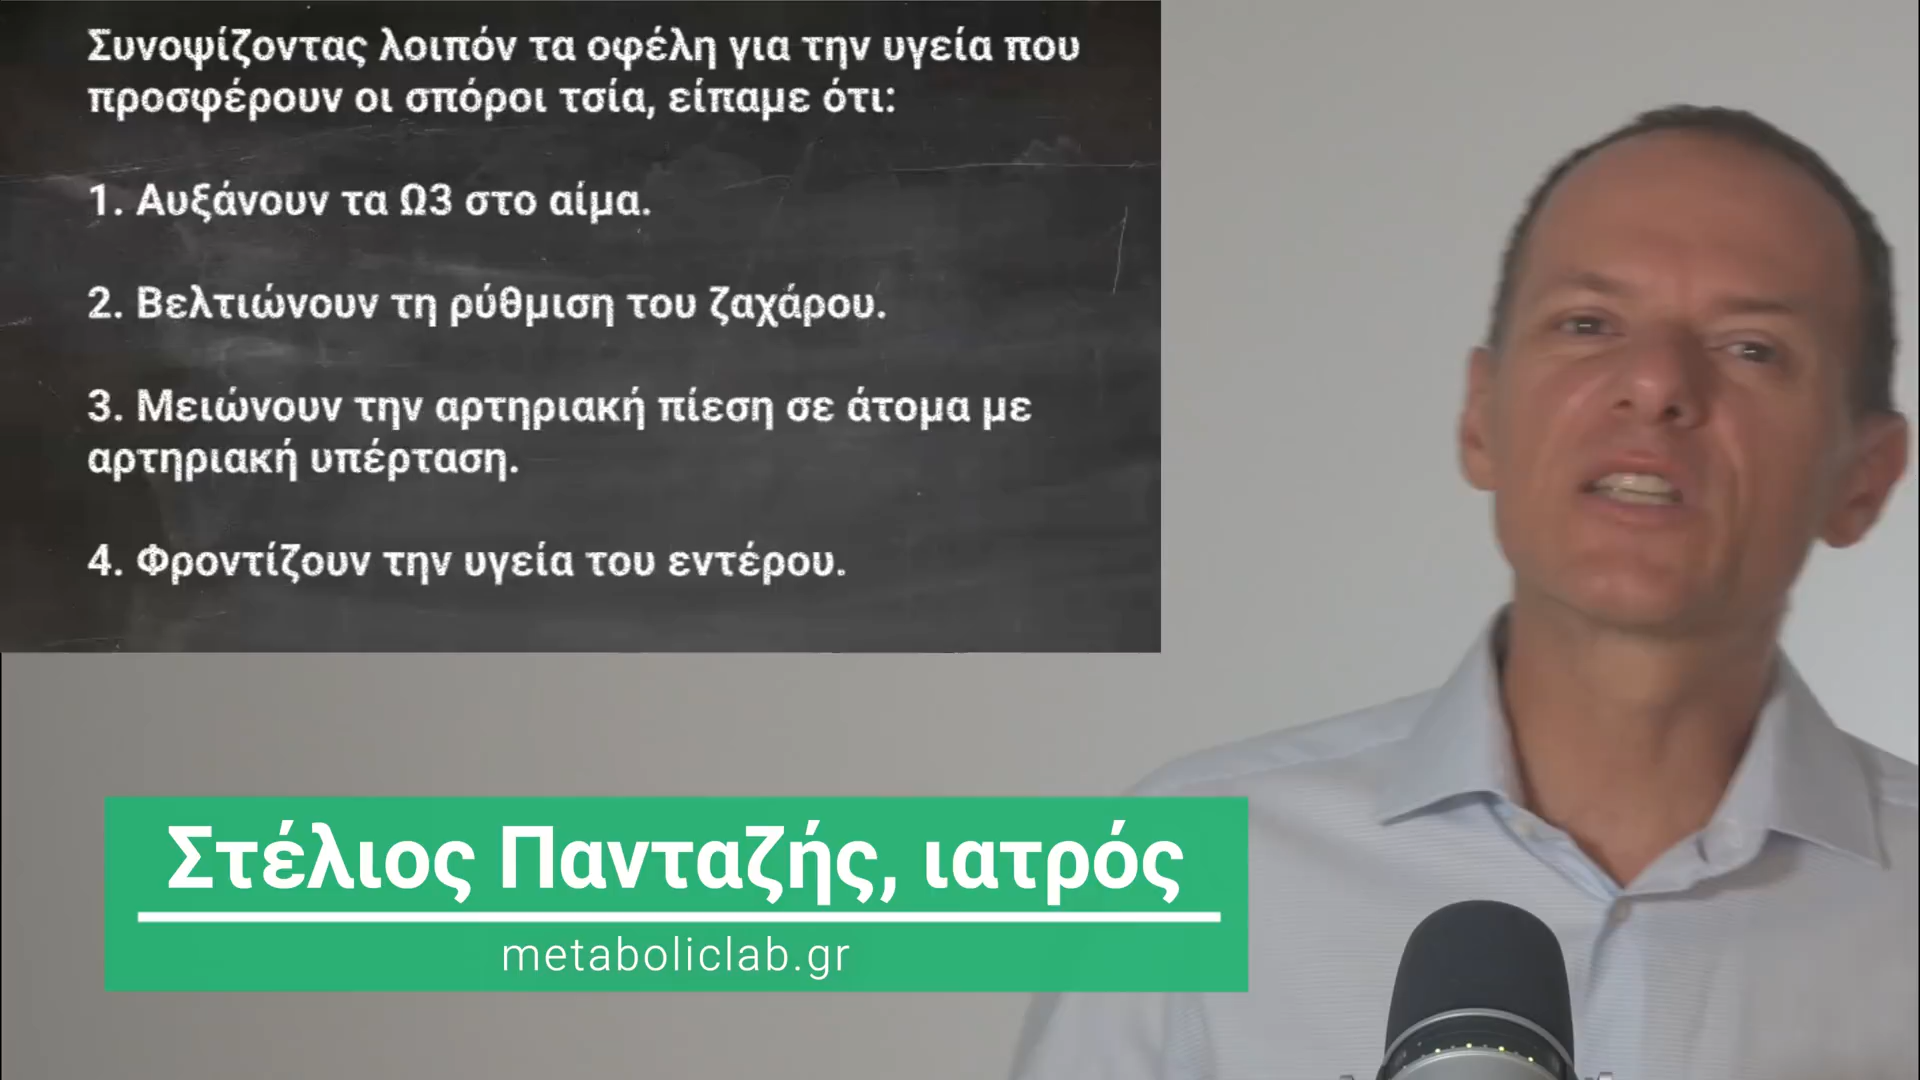 Συνοψίζοντας λοιπόν τα οφέλη για την υγεία που
προσφέρουν οι σπόροι τσία, είπαμε ότι:
1. Αυξάνουν τα Ω3 στο αίμα.
2. Βελτιώνουν τη ρύθμιση του ζαχάρου.
3. Μειώνουν την αρτηριακή πίεση σε άτομα με
αρτηριακή υπέρταση.
4. Φροντίζουν την υγεία του εντέρου.
Στέλιος Πανταζής, ιατρός
metaboliclab.gr